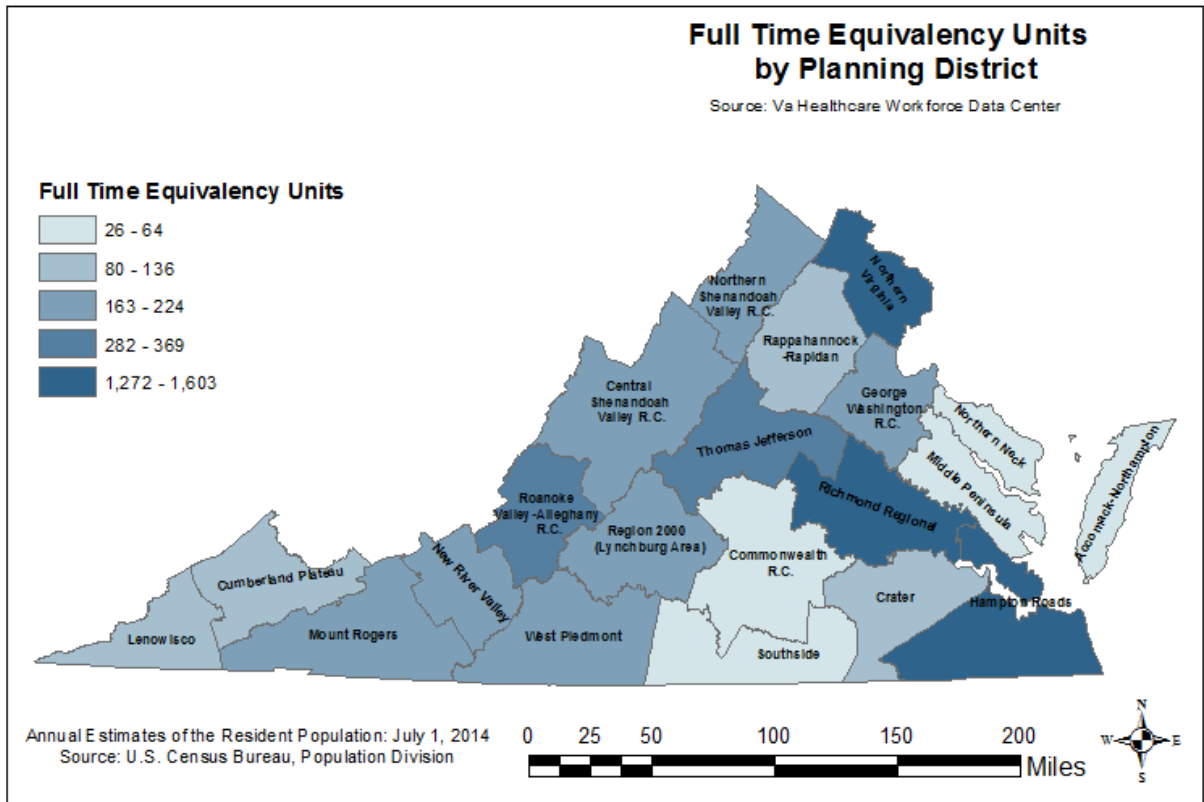 Full Time Equivalency Units
by Planning District
Source: Va Healthcare Workforce Data Center
Full Time Equivalency Units
26 - 64
80 - 136
163 - 224
282 - 369
1,272 - 1,603
Northern
Shenandoah
Valley R.C.
Northern
Virginia
Rappahannock
-Rapidan
Central
Shenandoah
Valley R.C.
George
Washington
R.C.
Northern Neck
Thomas Jefferson
Middle Peninsula
Accomack-Northampton
Roanoke
Valley-Alleghany
R.C.
Richmond Regional
Region 2000
(Lynchburg Area)
Commonwealth
R.C.
New River Valley
Cumberland Plateau
Crater
Hampton Roads
Lenowisco
Mount Rogers
West Piedmont
Southside
Annual Estimates of the Resident Population: July 1, 2014
Source: U.S. Census Bureau, Population Division
0 25 50 100 150 200
Miles
N
W E
S